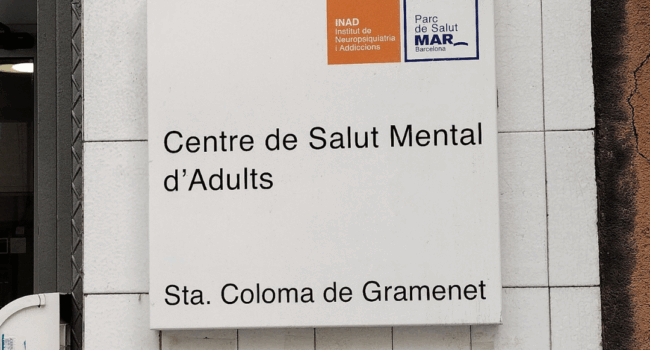 INAD
Institut de
Neuropsiquiatria
i Addiccions
Parc
de Salut
MAR
Barcelona
Centre de Salut Mental
d'Adults
Sta. Coloma de Gramenet